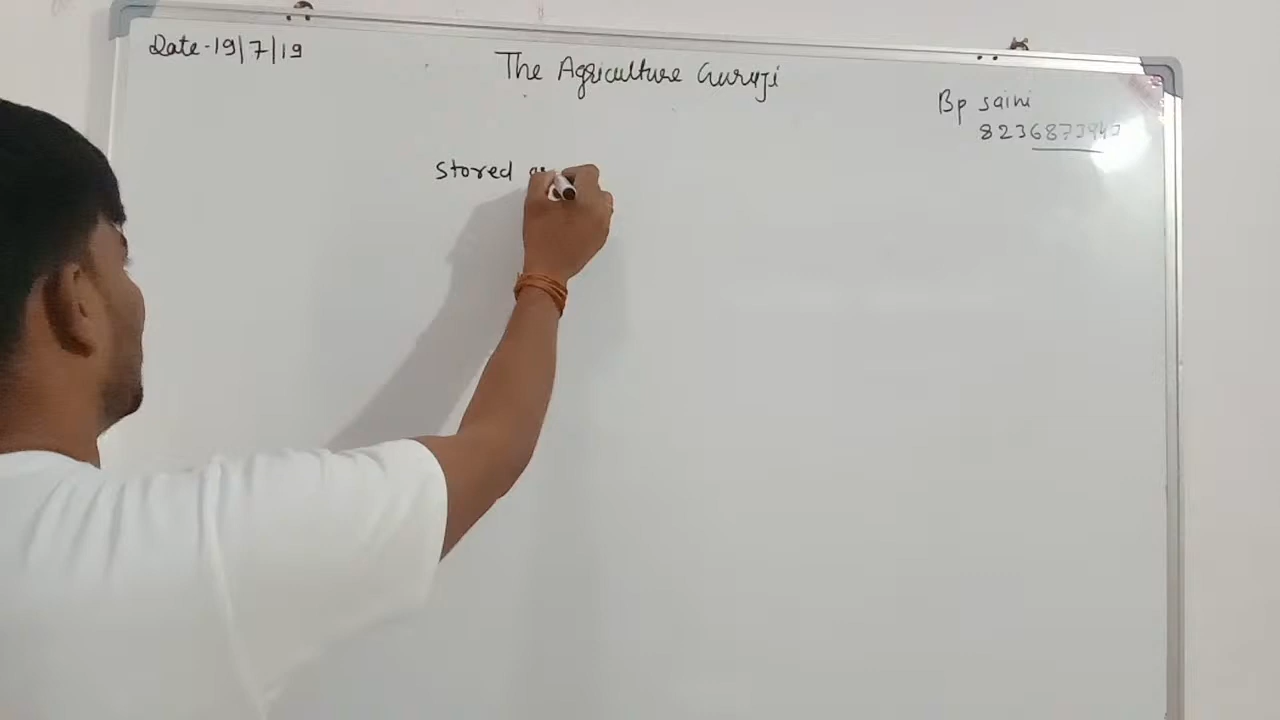 Date-19/7/19
The Agriculture Guruji
Bp saini
stored